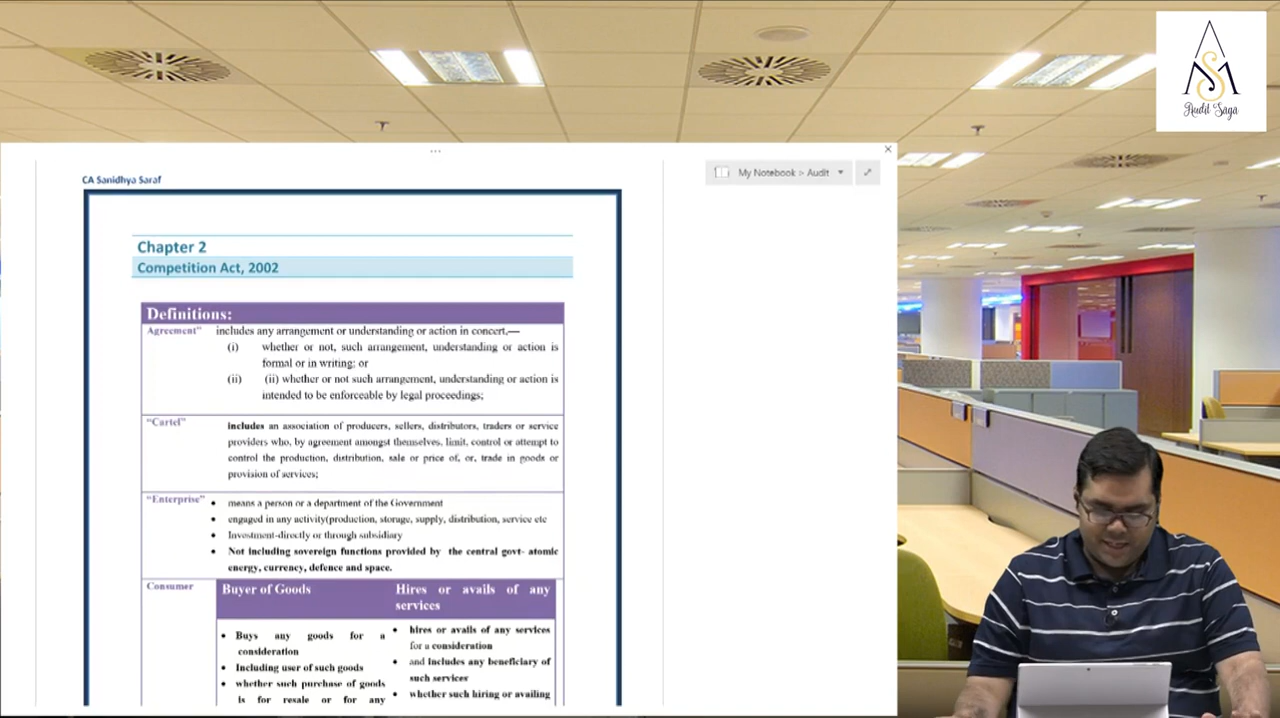 Audit Saga
...
My Notebook > Audit
CA Sanidhya Saraf
Chapter 2
Competition Act, 2002
Definitions:
Agreement" includes any arrangement or understanding or action in concert,—
(i) whether or not, such arrangement, understanding or action is
formal or in writing; or
(ii) (ii) whether or not such arrangement, understanding or action is
intended to be enforceable by legal proceedings;
"Cartel" includes an association of producers, sellers, distributors, traders or service
providers who, by agreement amongst themselves, limit, control or attempt to
control the production, distribution, sale or price of, or, trade in goods or
provision of services;
"Enterprise" • means a person or a department of the Government
• engaged in any activity(production, storage, supply, distribution, service etc
• Investment-directly or through subsidiary
• Not including sovereign functions provided by the central govt- atomic
energy, currency, defence and space.
Consumer
Buyer of Goods
• Buys any goods for a
consideration
• Including user of such goods
• whether such purchase of goods
is for resale or for any
Hires or avails of any
services
• hires or avails of any services
for a consideration
• and includes any beneficiary of
such services
• whether such hiring or availing